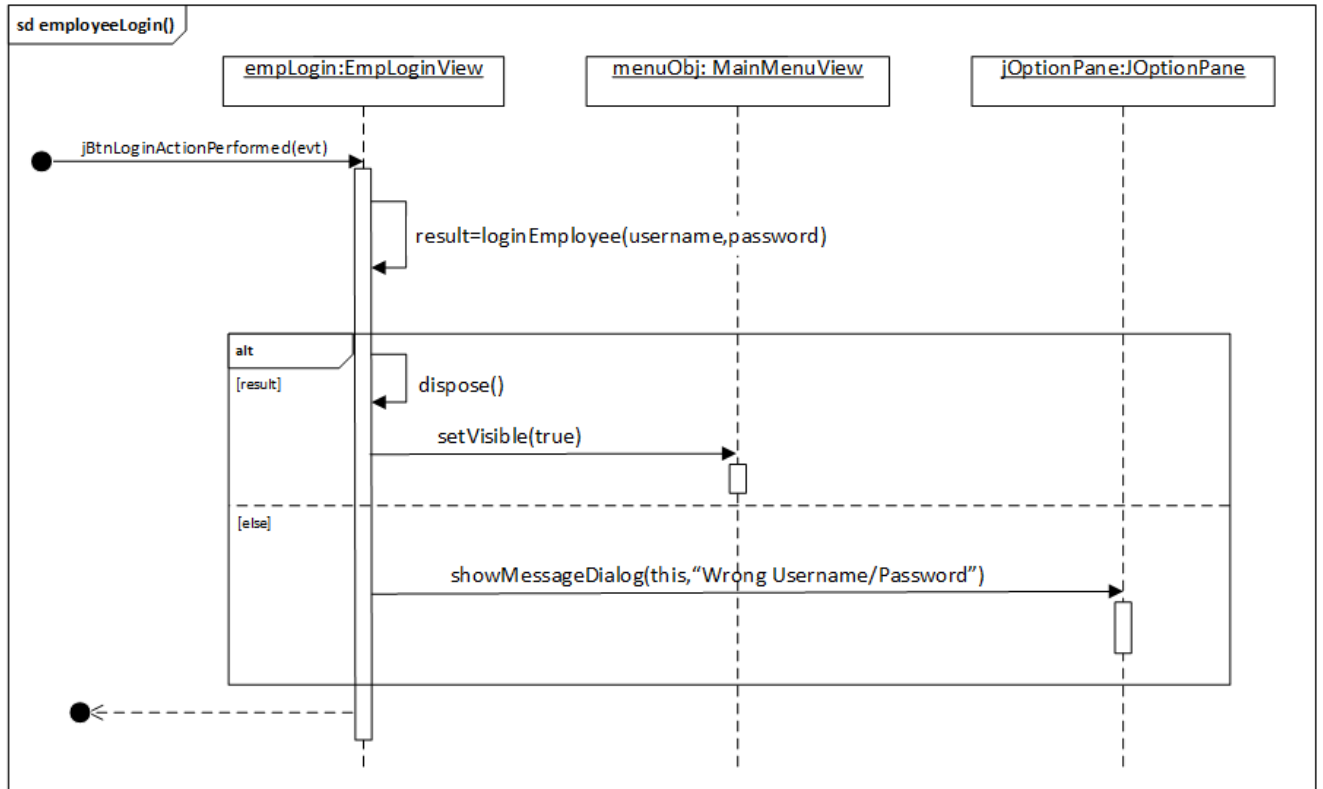 sd employeeLogin()
empLogin:EmpLoginView
menuObj: MainMenuView
jOptionPane:JOptionPane
jBtnLoginActionPerformed(evt)
result=loginEmployee(username,password)
alt
[result]
dispose()
setVisible(true)
[else]
showMessageDialog(this,“Wrong Username/Password”)